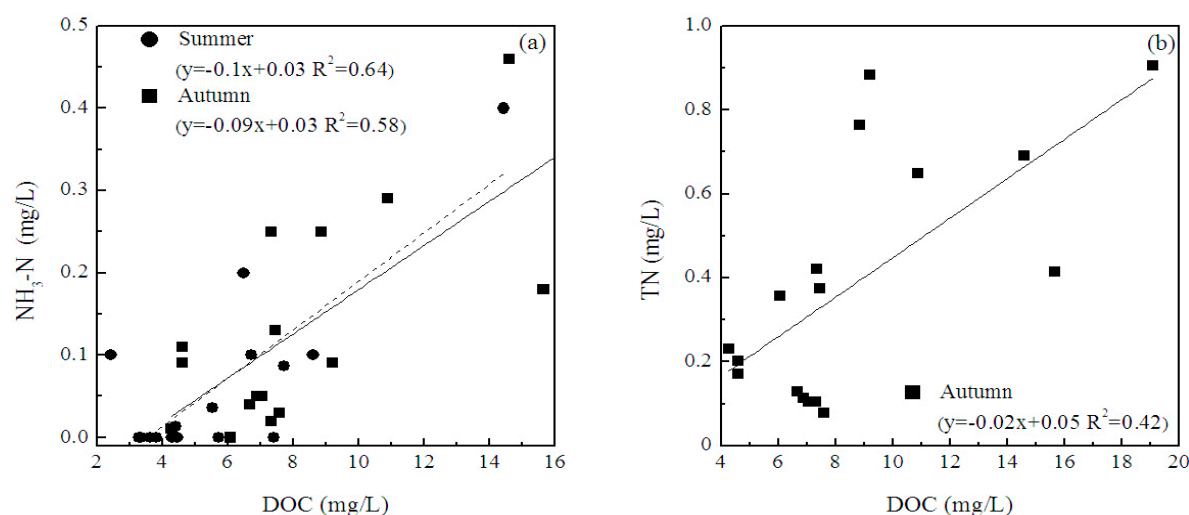 (a)
Summer
(y=-0.1x+0.03 R²=0.64)
Autumn
(y=-0.09x+0.03 R²=0.58)
NH₃-N (mg/L)
0.5
0.4
0.3
0.2
0.1
0.0
2 4 6 8 10 12 14 16
DOC (mg/L)
(b)
TN (mg/L)
1.0
0.8
0.6
0.4
0.2
0
Autumn
(y=-0.02x+0.05 R²=0.42)
4 6 8 10 12 14 16 18 20
DOC (mg/L)